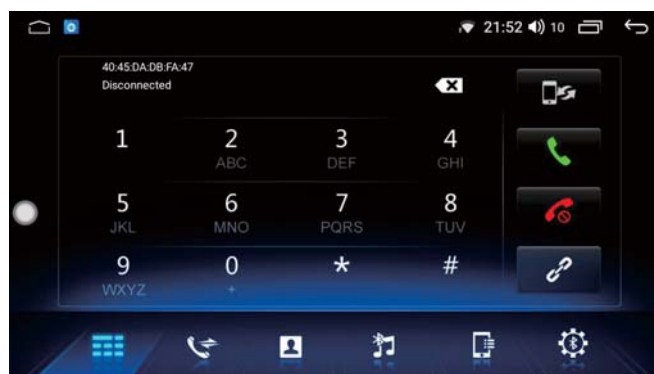 21:52 10
40:45:DA:DB:FA:47
Disconnected
1 2 3 4
ABC DEF GHI
5 6 7 8
JKL MNO PQRS TUV
9 0 * #
WXYZ +